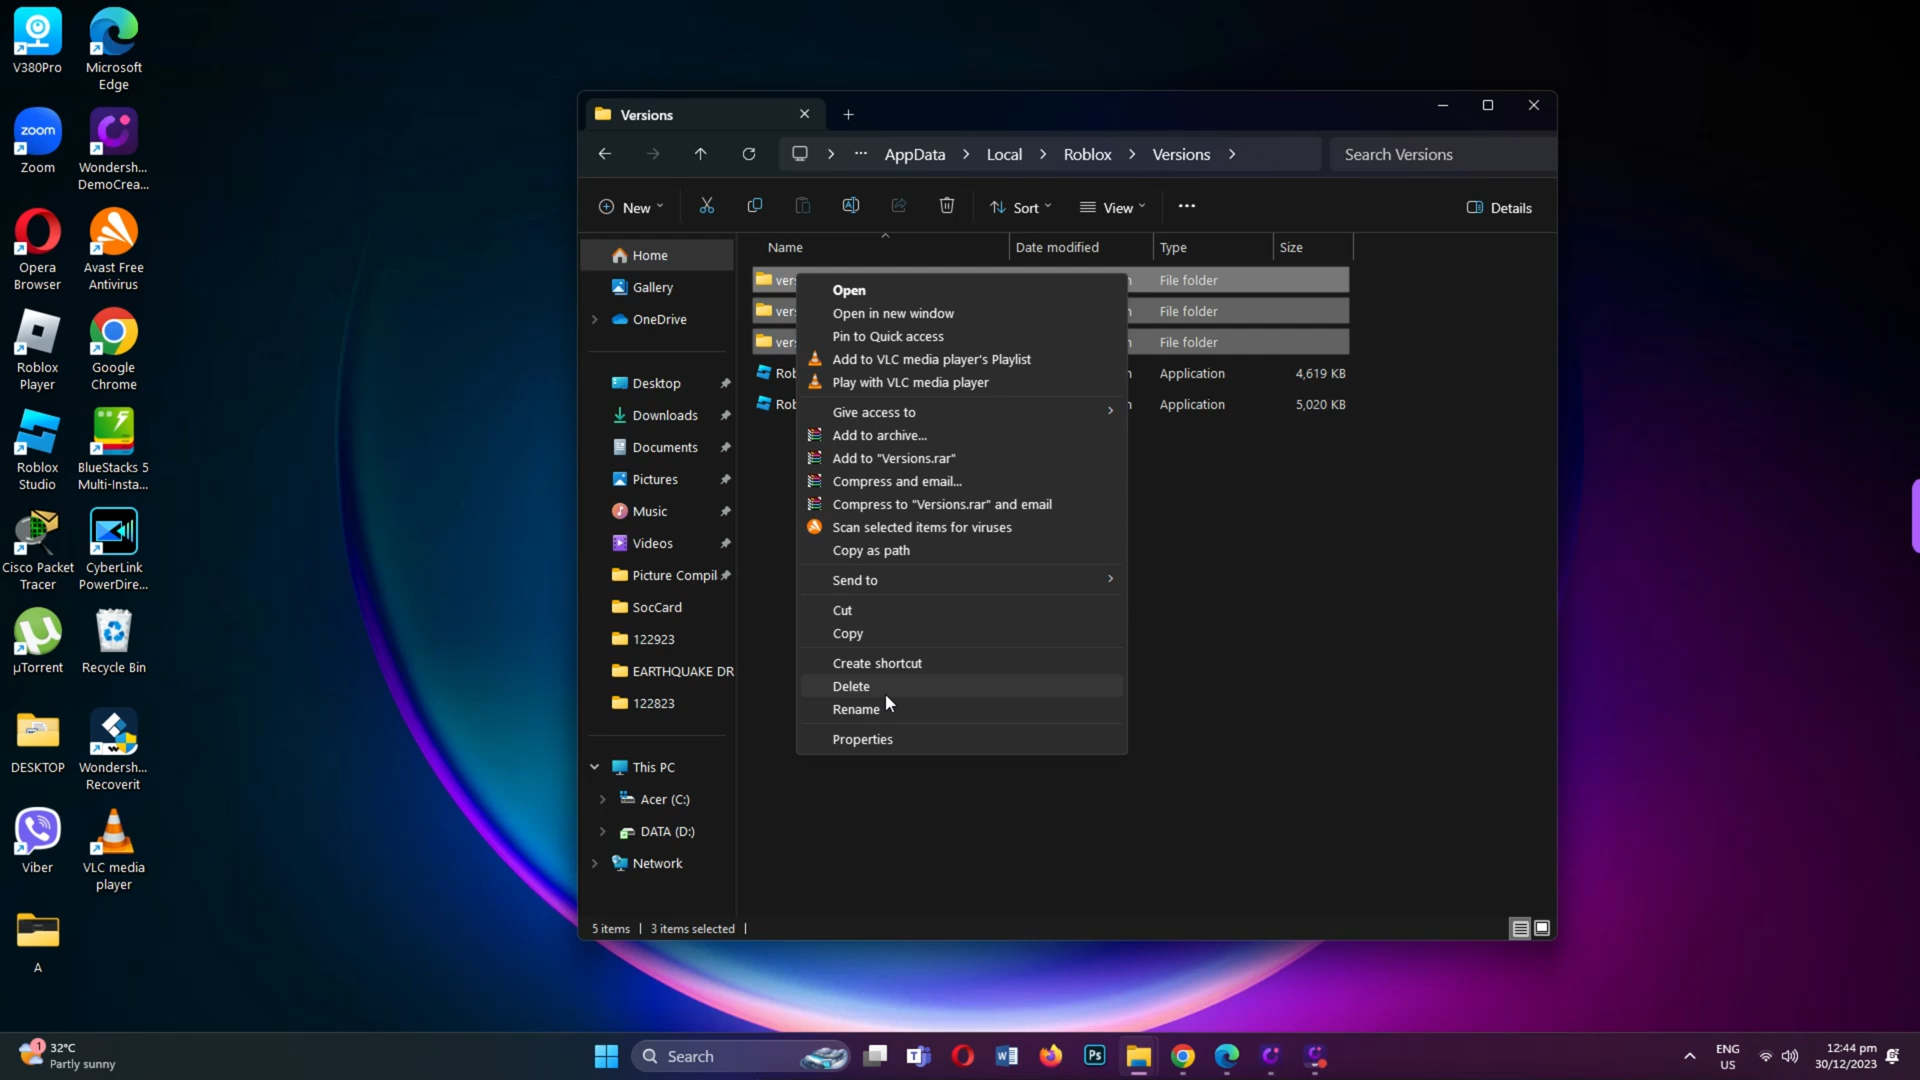 V380Pro
Microsoft
Edge
zoom
Zoom
Wondersh...
DemoCrea...
Opera
Browser
Avast Free
Antivirus
Roblox
Player
Google
Chrome
Roblox
Studio
BlueStacks 5
Multi-Insta...
Cisco Packet
Tracer
CyberLink
PowerDire...
µTorrent
Recycle Bin
DESKTOP
Wondersh...
Recoverit
Viber
VLC media
player
A
Versions
AppData > Local > Roblox > Versions >
Search Versions
New
Sort
View
Details
Name
Date modified
Type
Size
Home
Gallery
OneDrive
Desktop
Downloads
Documents
Pictures
Music
Videos
Picture Compil
SocCard
122923
EARTHQUAKE DR
122823
This PC
Acer (C:)
DATA (D:)
Network
File folder
File folder
File folder
Application 4,619 KB
Application 5,020 KB
Open
Open in new window
Pin to Quick access
Add to VLC media player's Playlist
Play with VLC media player
Give access to
Add to archive...
Add to "Versions.rar"
Compress and email...
Compress to "Versions.rar" and email
Scan selected items for viruses
Copy as path
Send to
Cut
Copy
Create shortcut
Delete
Rename
Properties
5 items | 3 items selected |
1
32°C
Partly sunny
Search
Ps
ENG
US
12:44 pm
30/12/2023